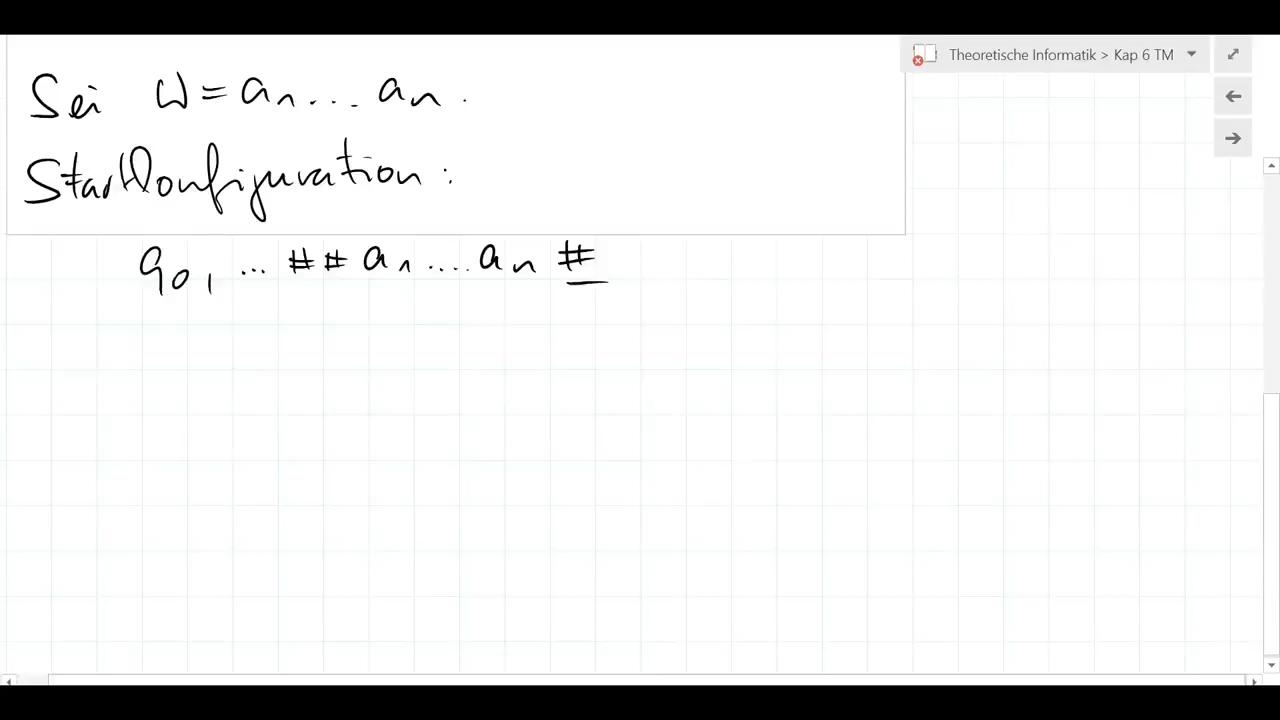 Theoretische Informatik > Kap 6 TM
Sei w = a₁ ... aₙ.
Startkonfiguration:
q₀, ... # # a₁ .... aₙ #